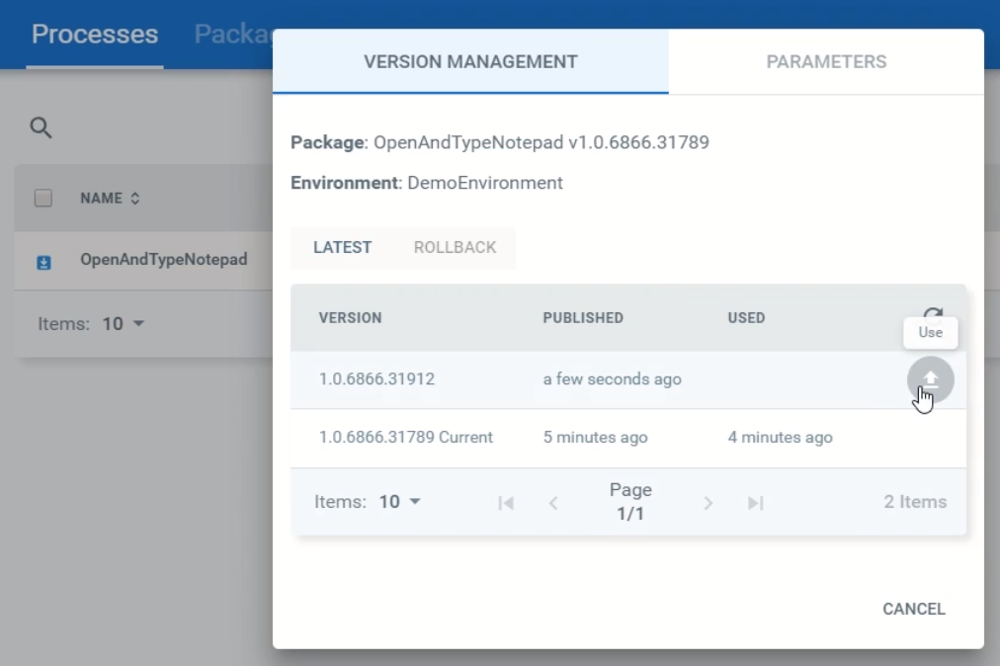 Processes Packag
VERSION MANAGEMENT PARAMETERS
Package: OpenAndTypeNotepad v1.0.6866.31789
Environment: DemoEnvironment
NAME
OpenAndTypeNotepad
Items: 10
LATEST ROLLBACK
VERSION PUBLISHED USED
Use
1.0.6866.31912 a few seconds ago
1.0.6866.31789 Current 5 minutes ago 4 minutes ago
Items: 10 Page 1/1 2 Items
CANCEL